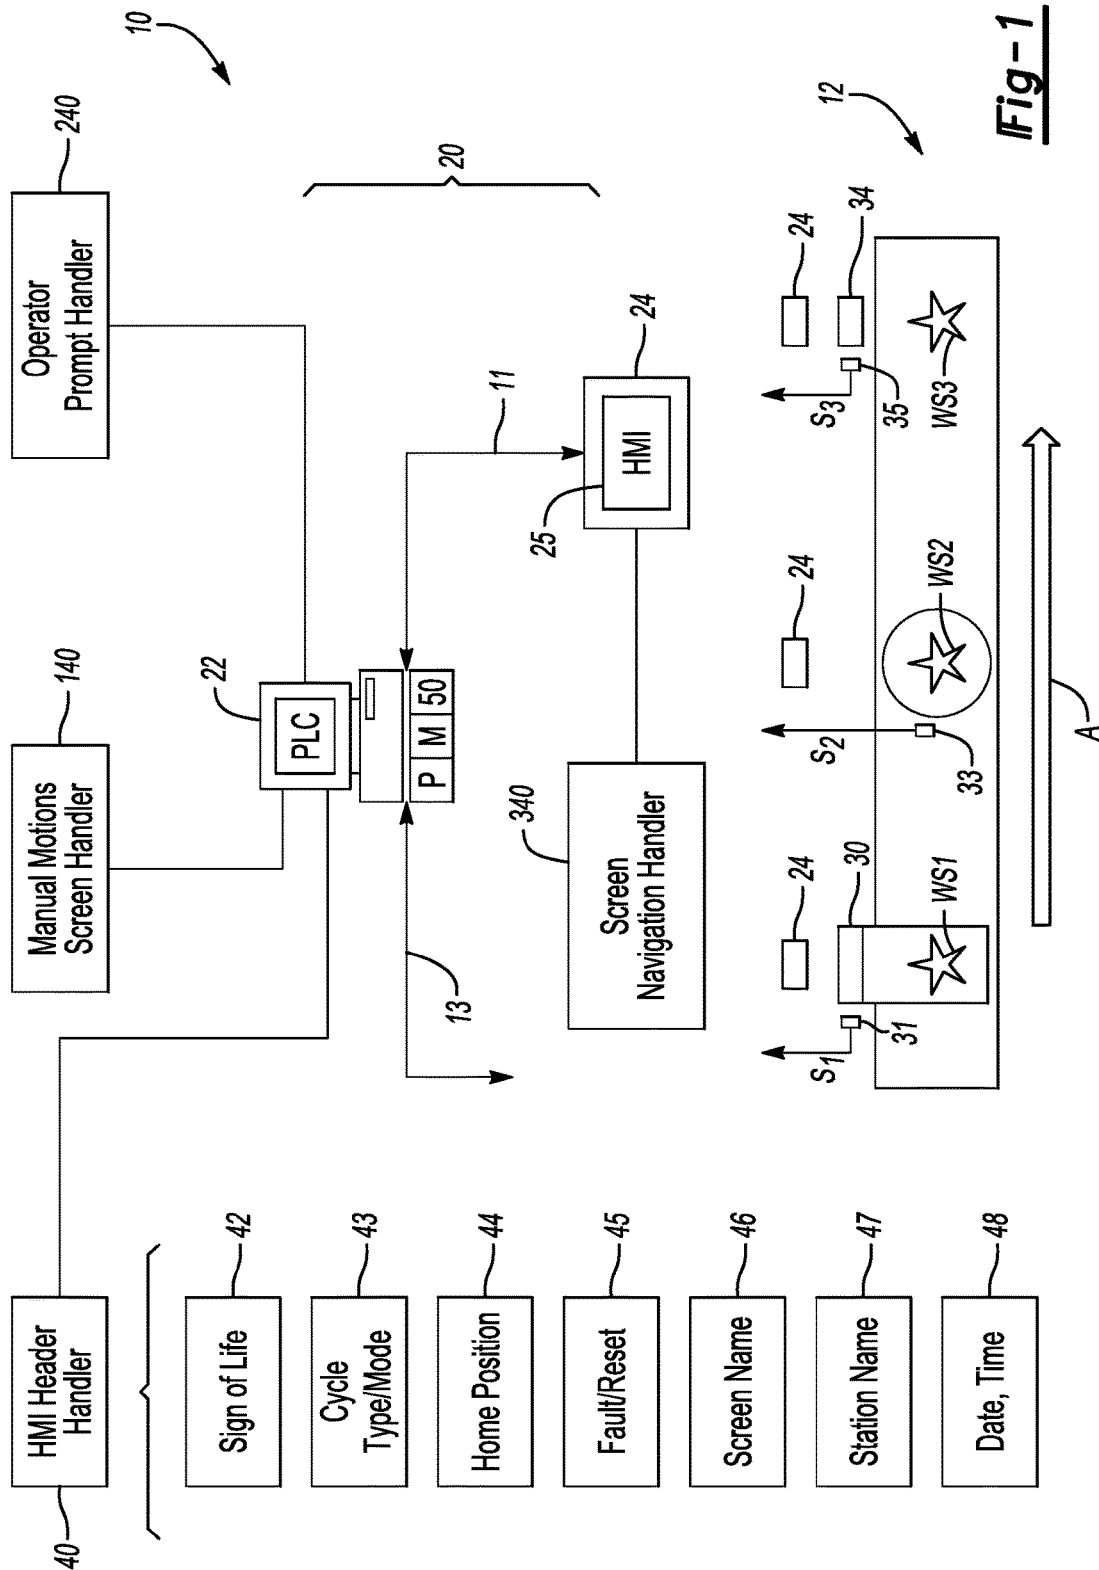 10
40
HMI Header
Handler
Manual Motions
Screen Handler
140
Operator
Prompt Handler
240
Sign of Life
42
Cycle
Type/Mode
43
Home Position
44
Fault/Reset
45
Screen Name
46
Station Name
47
Date, Time
48
22
PLC
P
M
50
13
11
20
Screen
Navigation Handler
340
25
HMI
24
12
S1
31
24
30
WS1
S2
33
24
WS2
S3
35
24
34
WS3
A
Fig-1